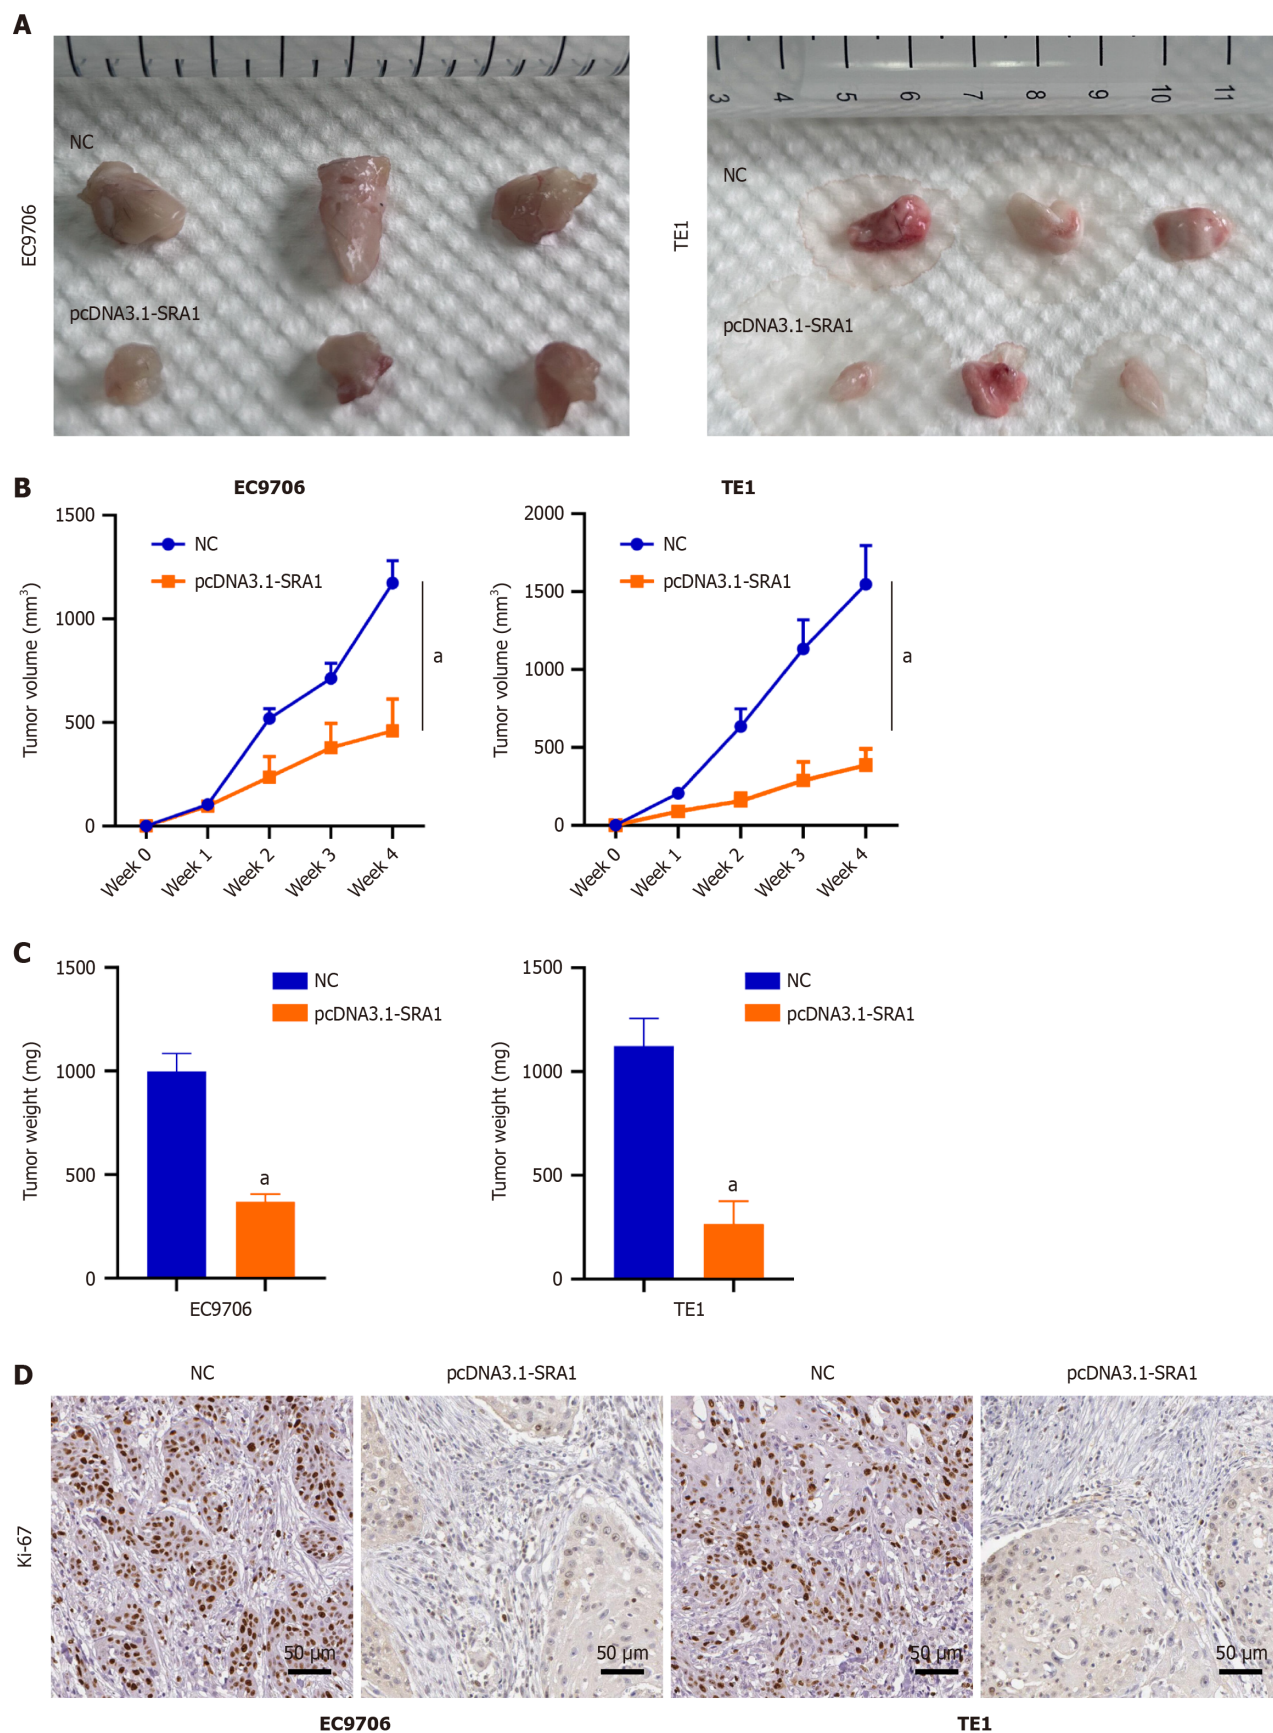 A
NC
pcDNA3.1-SRA1
EC9706
3 4 5 6 7 8 9 10 11
NC
pcDNA3.1-SRA1
TE1
B
EC9706
Tumor volume (mm³)
1500
1000
500
0
NC
pcDNA3.1-SRA1
a
Week 0 Week 1 Week 2 Week 3 Week 4
TE1
Tumor volume (mm³)
2000
1500
1000
500
0
NC
pcDNA3.1-SRA1
a
Week 0 Week 1 Week 2 Week 3 Week 4
C
Tumor weight (mg)
1500
1000
500
0
NC
pcDNA3.1-SRA1
a
EC9706
Tumor weight (mg)
1500
1000
500
0
NC
pcDNA3.1-SRA1
a
TE1
D
NC pcDNA3.1-SRA1 NC pcDNA3.1-SRA1
Ki-67
50 µm 50 µm 50 µm 50 µm
EC9706 TE1